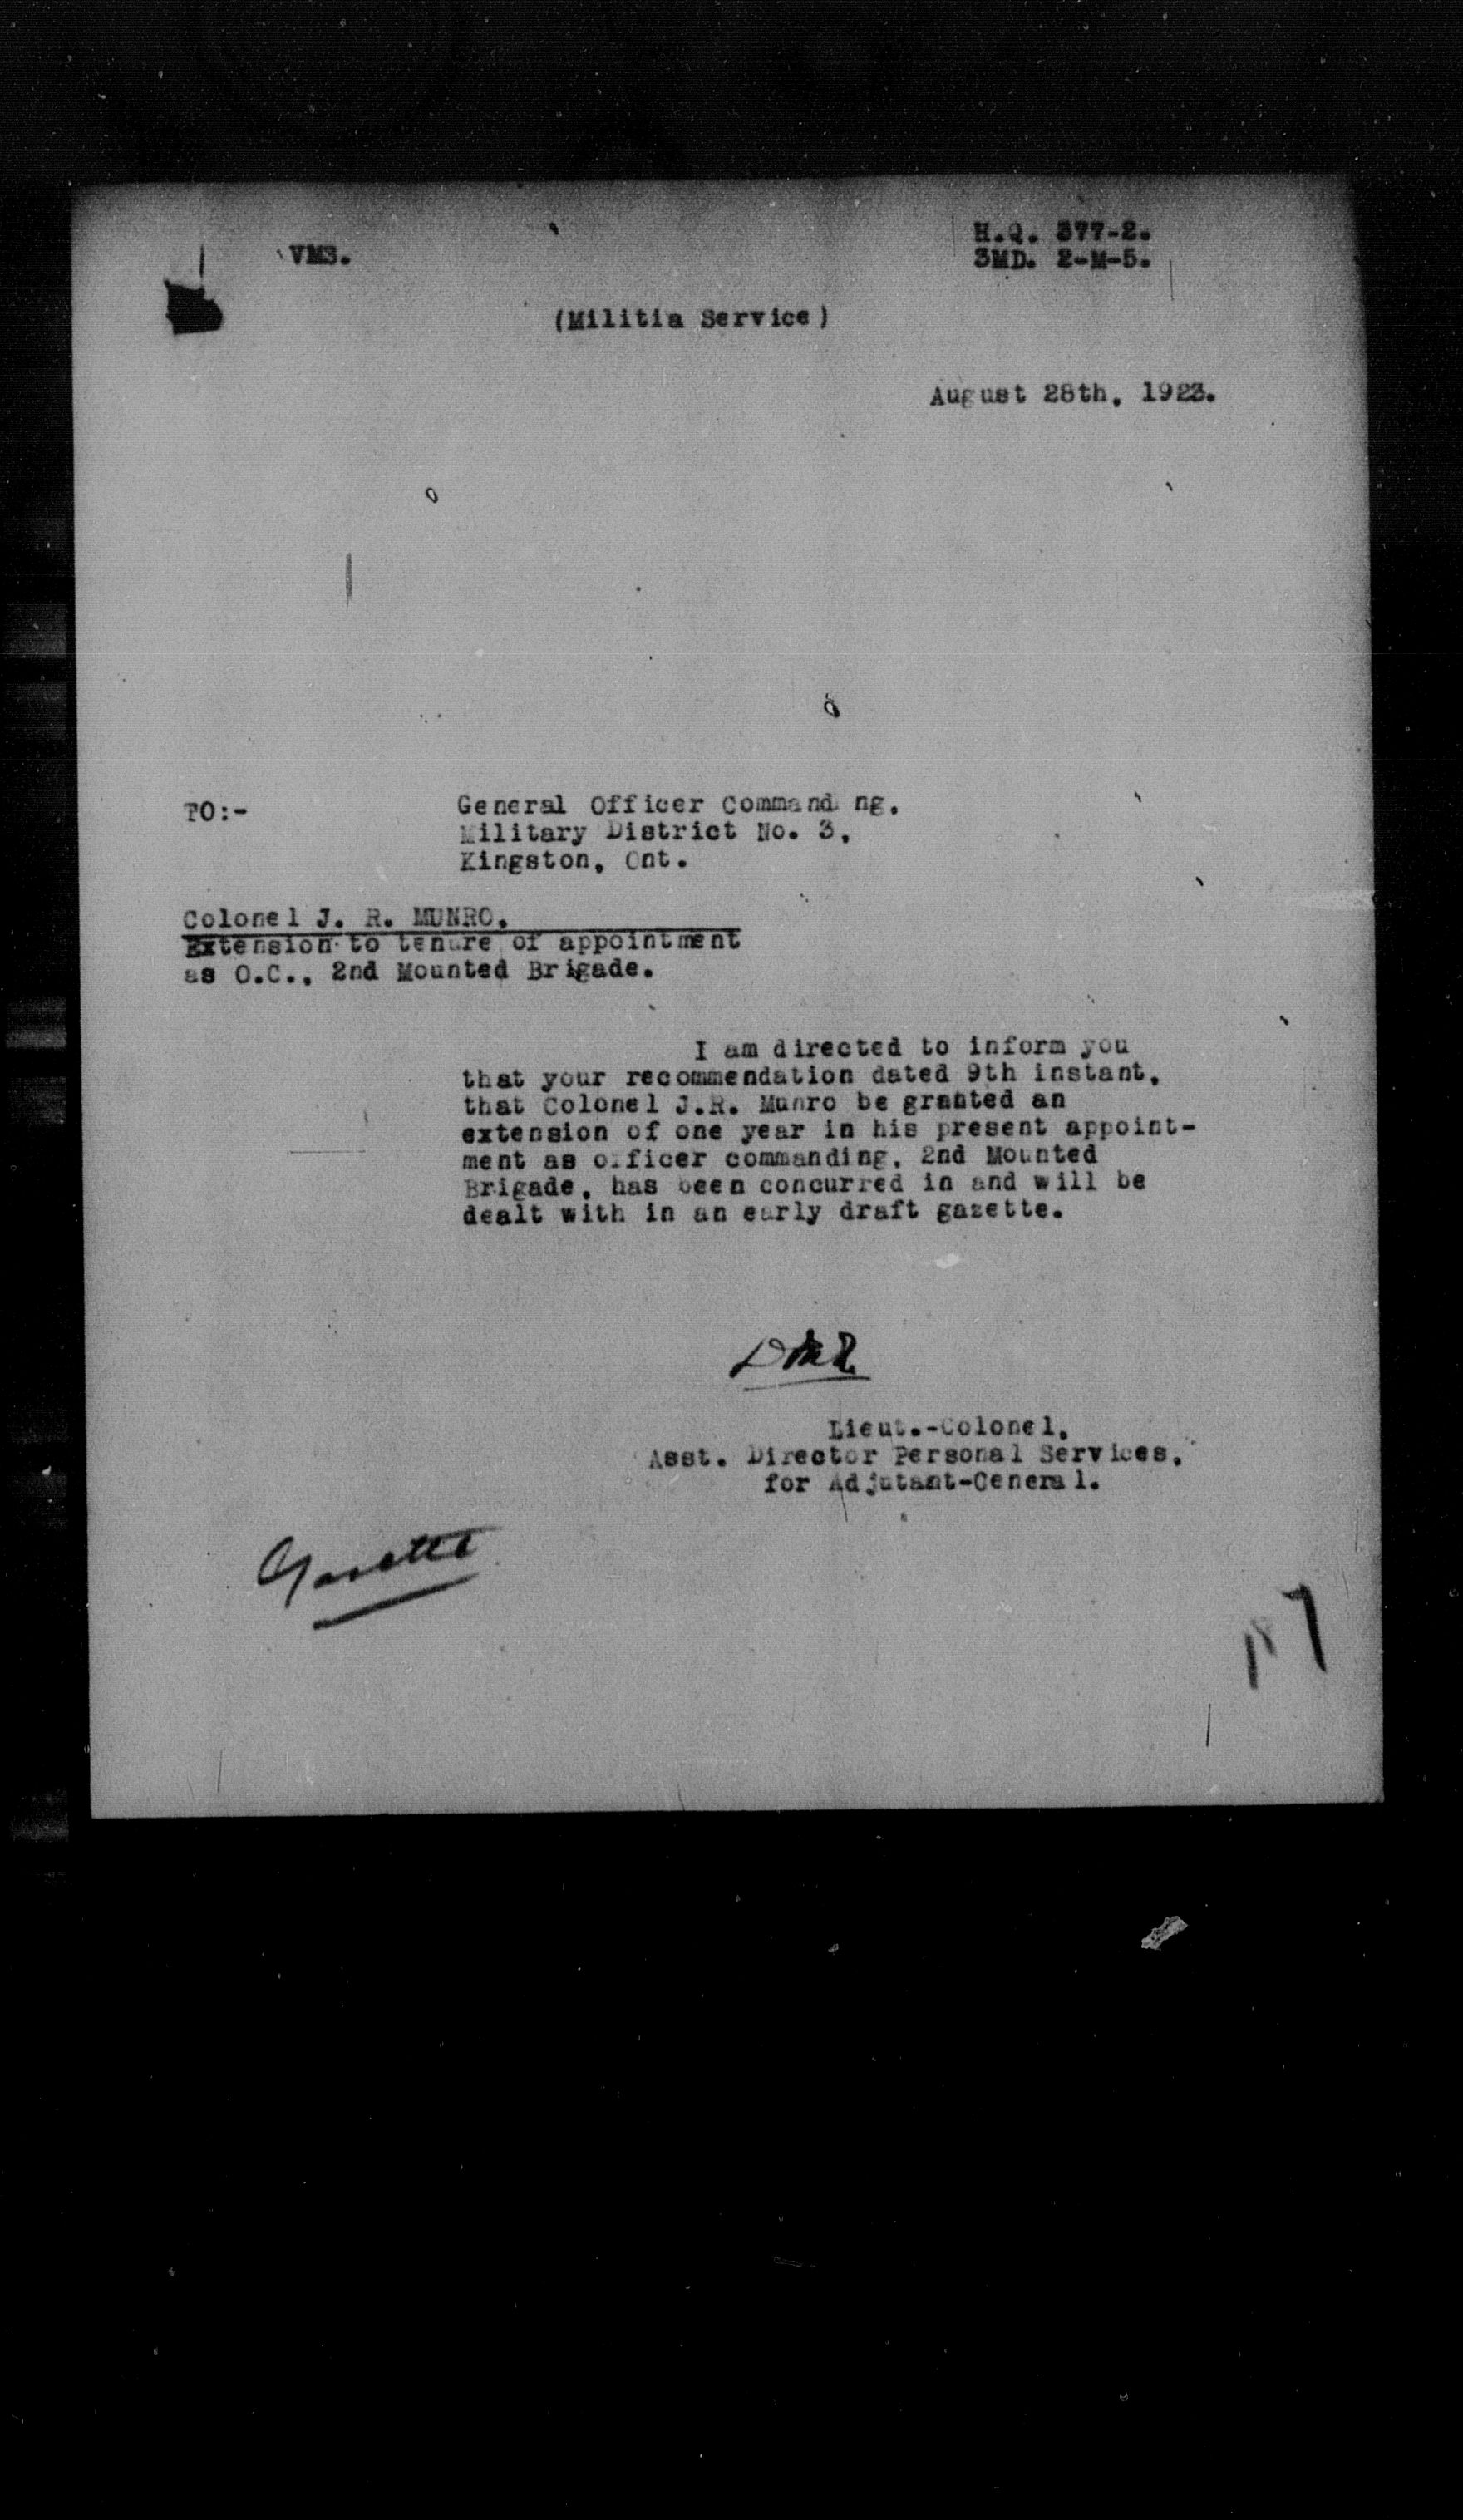 VMS.
H.Q. 377-2.
3MD. 2-M-5.
(Militia Service)
August 28th, 1923.
TO:-
General Officer Command ng,
Military District No. 3,
Kingston, Ont.
Colonel J. R. MUNRO.
Extension to tenure of appointment
as O.C., 2nd Mounted Brigade.
I am directed to inform you
that your recommendation dated 9th instant,
that Colonel J.R. Munro be granted an
extension of one year in his present appoint-
ment as officer commanding, 2nd Mounted
Brigade, has been concurred in and will be
dealt with in an early draft gazette.
Lieut.-Colonel,
Asst. Director Personal Services,
for Adjutant-General.
Gazette